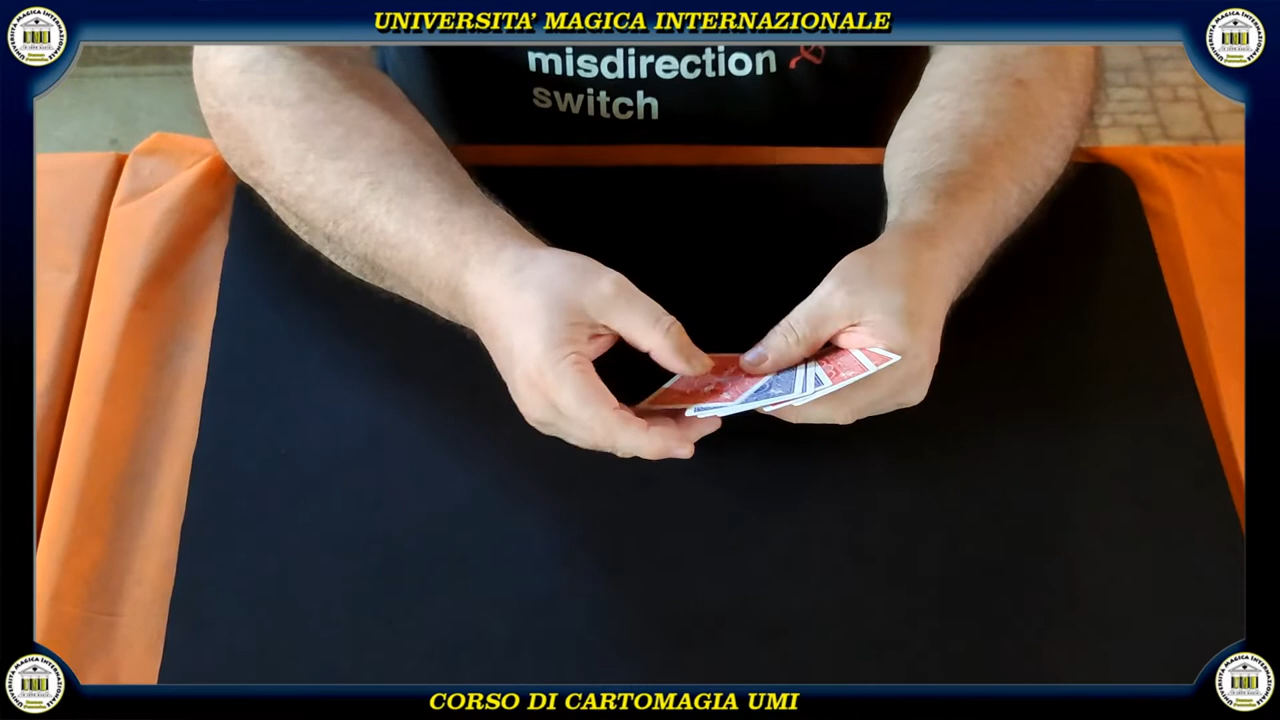 UNIVERSITA' MAGICA INTERNAZIONALE
misdirection
switch
CORSO DI CARTOMAGIA UMI